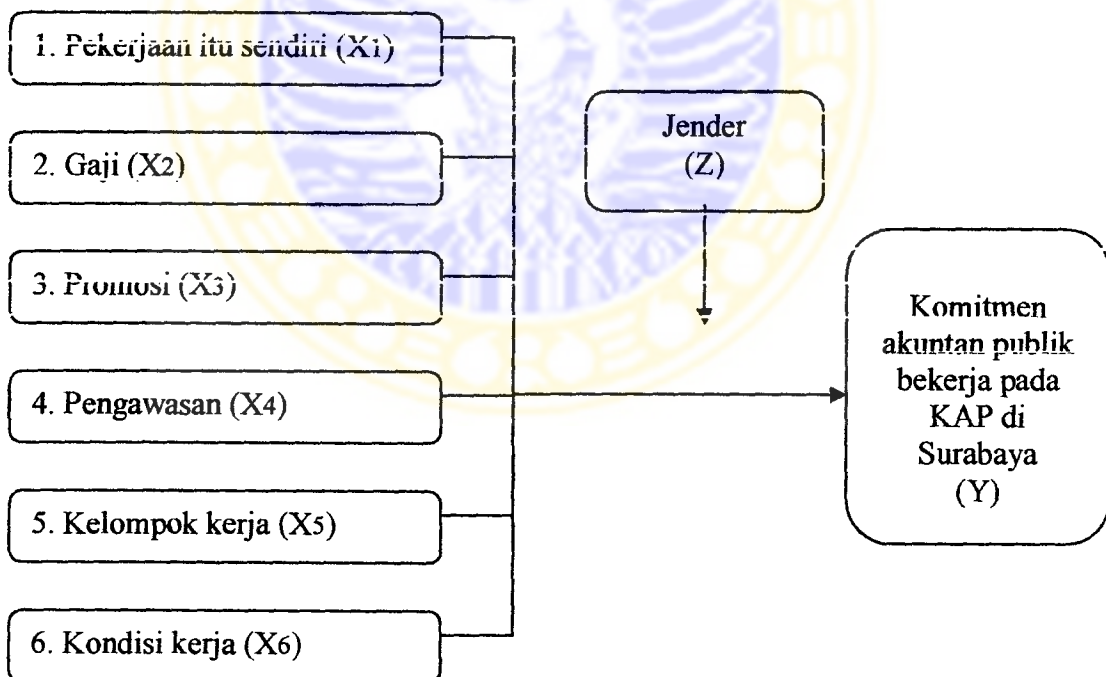 1. Pekerjaan itu sendiri (X1)
2. Gaji (X2)
3. Promosi (X3)
4. Pengawasan (X4)
5. Kelompok kerja (X5)
6. Kondisi kerja (X6)
Jender
(Z)
Komitmen
akuntan publik
bekerja pada
KAP di
Surabaya
(Y)